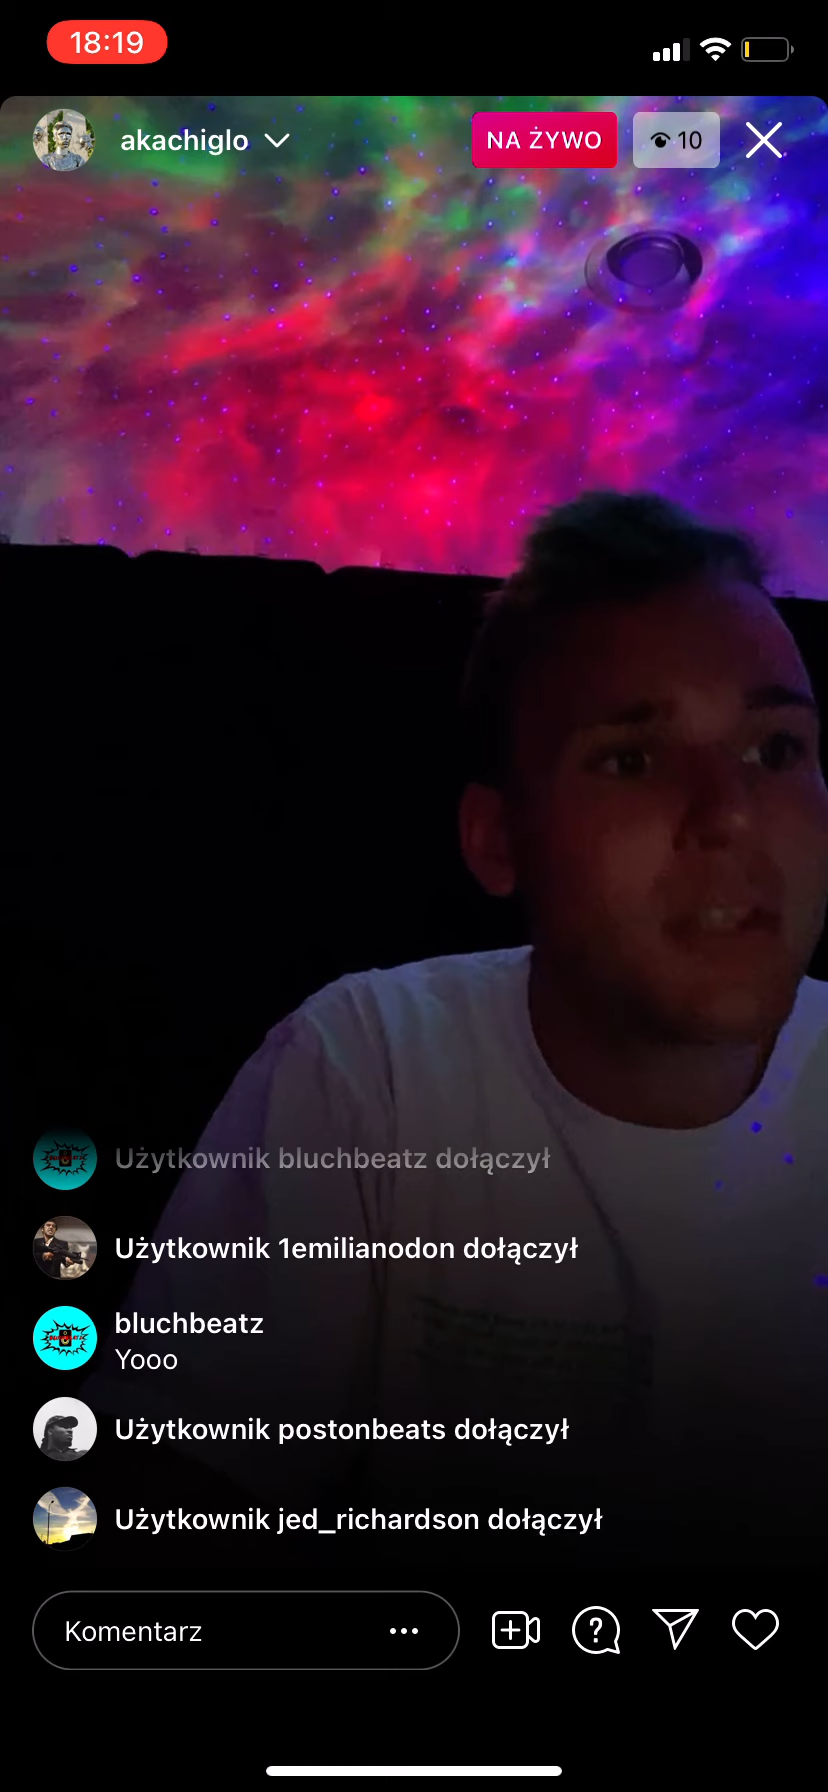 18:19
akachiglo
NA ŻYWO
10
Użytkownik bluchbeatz dołączył
Użytkownik 1emilianodon dołączył
bluchbeatz
Yooo
Użytkownik postonbeats dołączył
Użytkownik jed_richardson dołączył
Komentarz